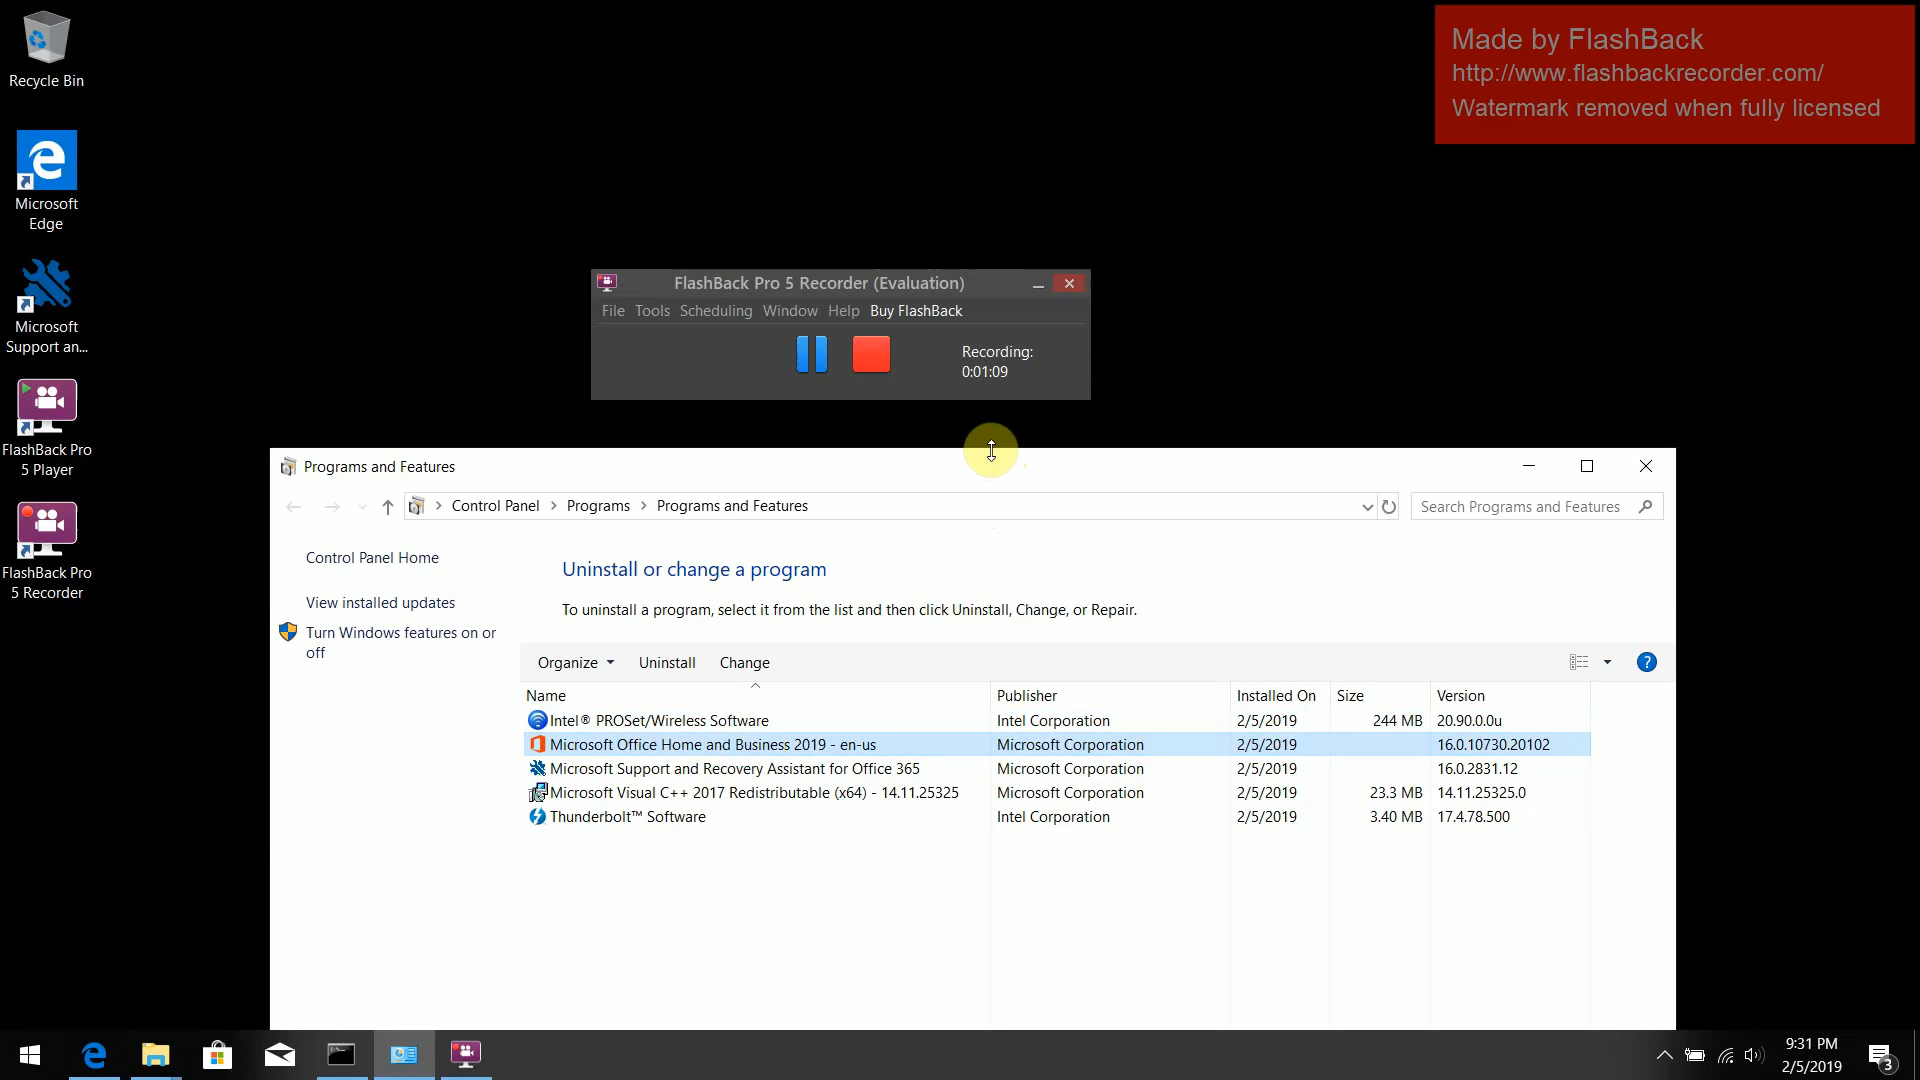 Recycle Bin
Microsoft
Edge
Microsoft
Support an...
FlashBack Pro
5 Player
FlashBack Pro
5 Recorder
Made by FlashBack
http://www.flashbackrecorder.com/
Watermark removed when fully licensed
FlashBack Pro 5 Recorder (Evaluation)
File Tools Scheduling Window Help Buy FlashBack
Recording:
0:01:09
Programs and Features
Control Panel Programs Programs and Features
Search Programs and Features
Control Panel Home
View installed updates
Turn Windows features on or
off
Uninstall or change a program
To uninstall a program, select it from the list and then click Uninstall, Change, or Repair.
Organize Uninstall Change
Name Publisher Installed On Size Version
Intel® PROSet/Wireless Software Intel Corporation 2/5/2019 244 MB 20.90.0.0u
Microsoft Office Home and Business 2019 - en-us Microsoft Corporation 2/5/2019 16.0.10730.20102
Microsoft Support and Recovery Assistant for Office 365 Microsoft Corporation 2/5/2019 16.0.2831.12
Microsoft Visual C++ 2017 Redistributable (x64) - 14.11.25325 Microsoft Corporation 2/5/2019 23.3 MB 14.11.25325.0
Thunderbolt™ Software Intel Corporation 2/5/2019 3.40 MB 17.4.78.500
9:31 PM
2/5/2019
3